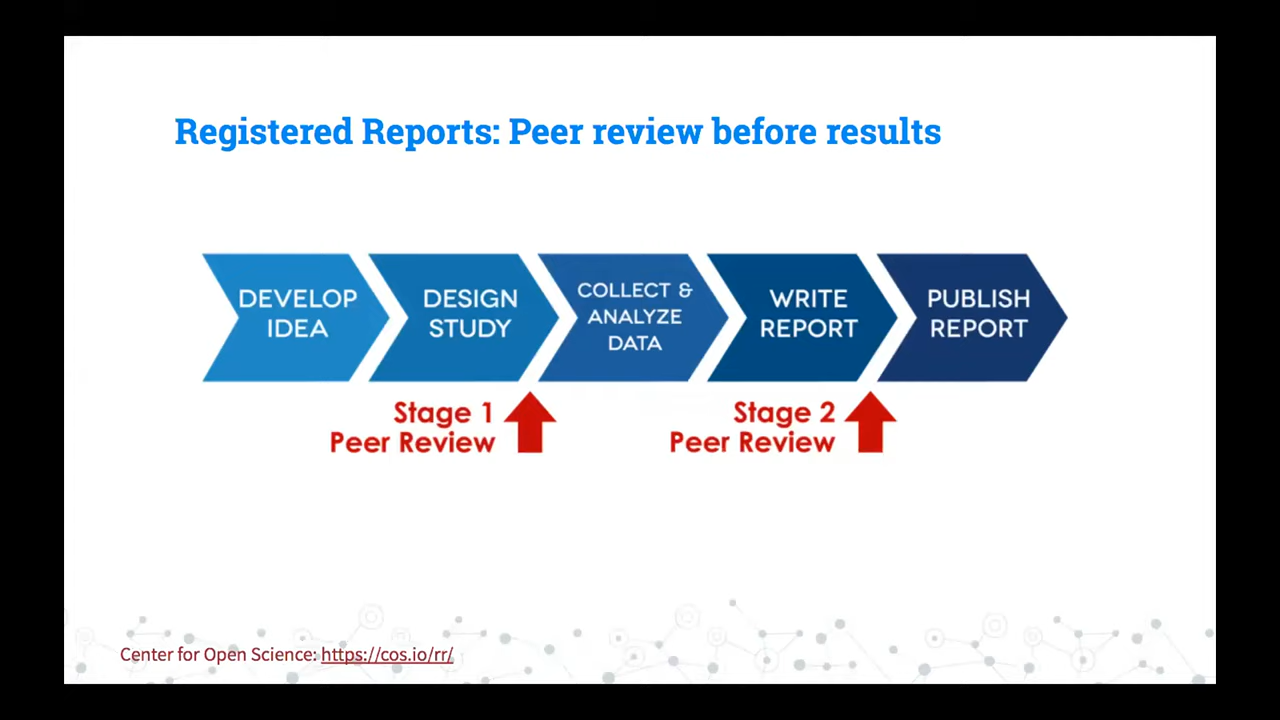 Registered Reports: Peer review before results
DEVELOP
IDEA
DESIGN
STUDY
COLLECT &
ANALYZE
DATA
WRITE
REPORT
PUBLISH
REPORT
Stage 1
Peer Review
Stage 2
Peer Review
Center for Open Science: https://cos.io/rr/